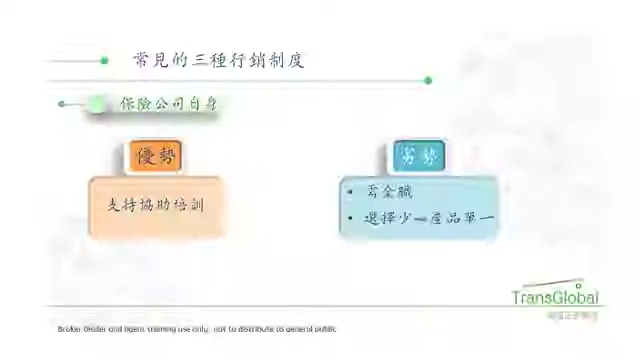 常見的三種行銷制度
保險公司自身
優勢
劣勢
支持協助培訓
• 需全職
• 選擇少—產品單一
TransGlobal
Broker dealer and agent training use only, not to distribute to general public